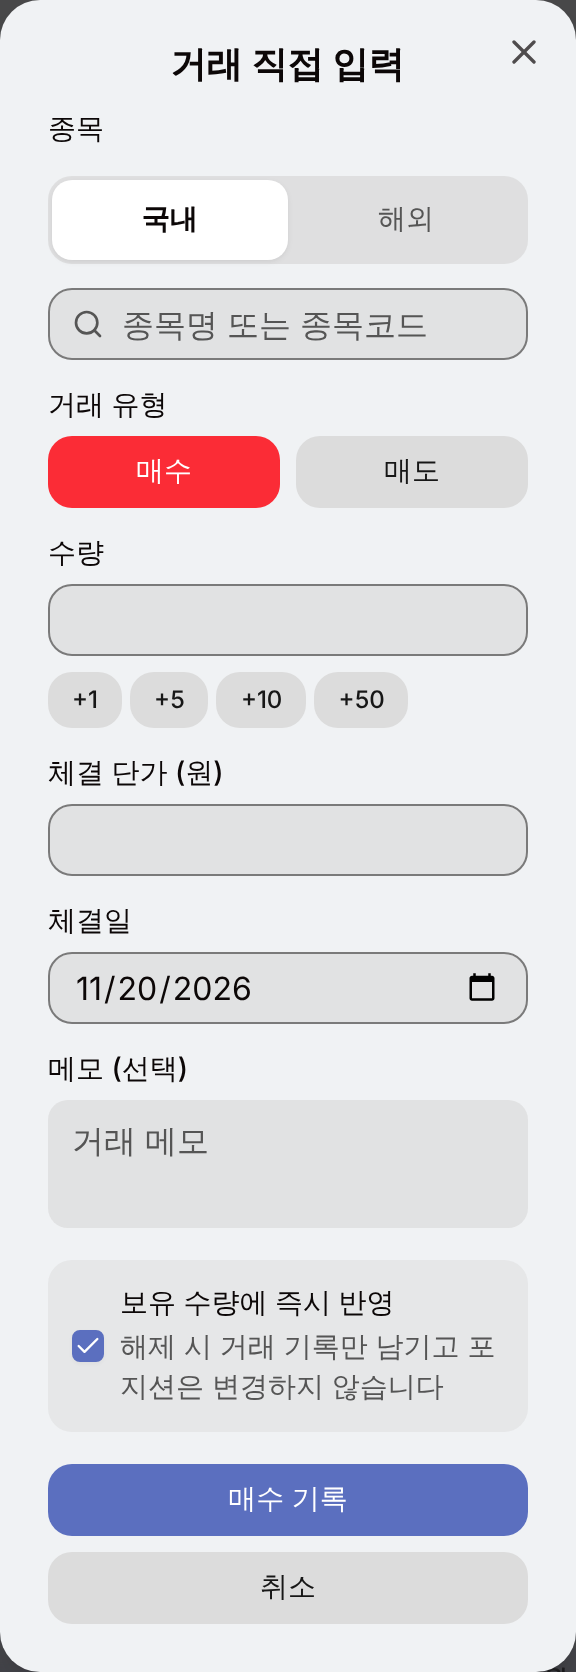 거래 직접 입력
종목
국내
해외
종목명 또는 종목코드
거래 유형
매수
매도
수량
+1
+5
+10
+50
체결 단가 (원)
체결일
11/20/2026
메모 (선택)
거래 메모
보유 수량에 즉시 반영
해제 시 거래 기록만 남기고 포
지션은 변경하지 않습니다
매수 기록
취소